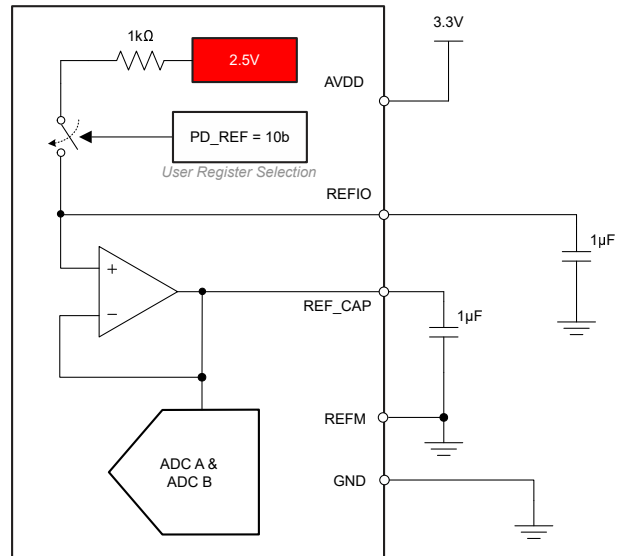 1kΩ
2.5V
3.3V
AVDD
PD_REF = 10b
User Register Selection
REFIO
1µF
+
−
REF_CAP
1µF
REFM
ADC A &
ADC B
GND